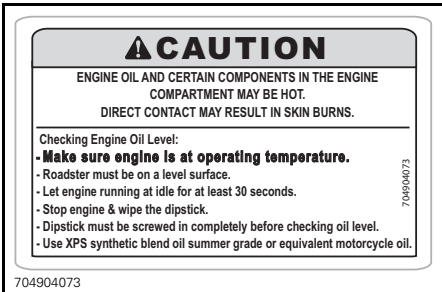 CAUTION
ENGINE OIL AND CERTAIN COMPONENTS IN THE ENGINE
COMPARTMENT MAY BE HOT.
DIRECT CONTACT MAY RESULT IN SKIN BURNS.
Checking Engine Oil Level:
- Make sure engine is at operating temperature.
- Roadster must be on a level surface.
- Let engine running at idle for at least 30 seconds.
- Stop engine & wipe the dipstick.
- Dipstick must be screwed in completely before checking oil level.
- Use XPS synthetic blend oil summer grade or equivalent motorcycle oil.
704904073
704904073